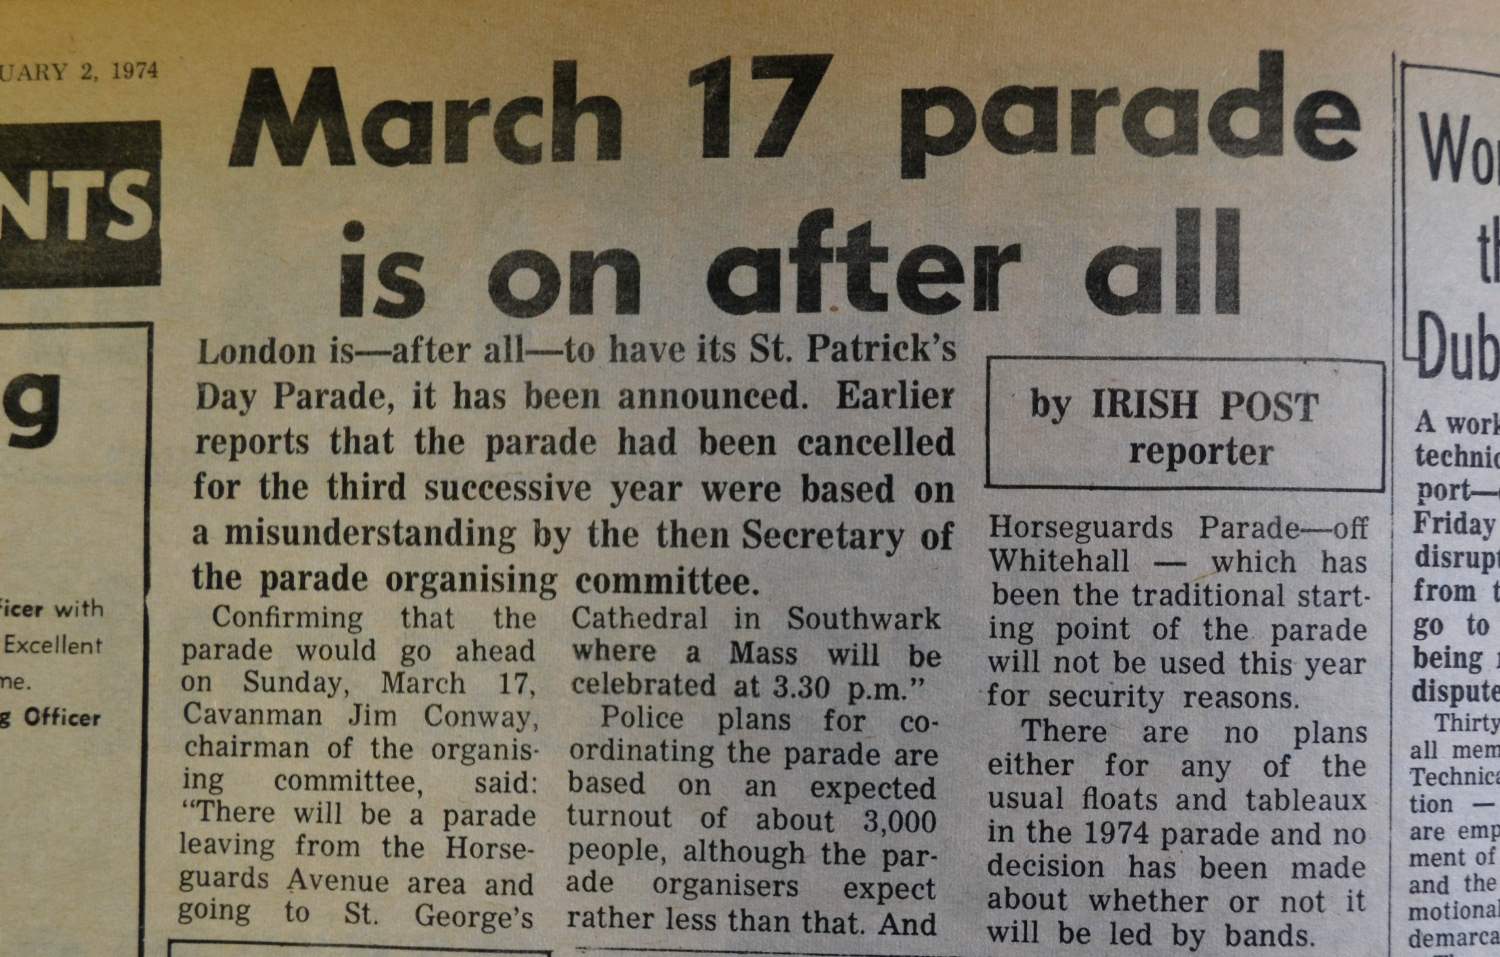 UARY 2, 1974
NTS
g
ficer with
Excellent
me.
g Officer
March 17 parade
is on after all
London is—after all—to have its St. Patrick's
Day Parade, it has been announced. Earlier
reports that the parade had been cancelled
for the third successive year were based on
a misunderstanding by the then Secretary of
the parade organising committee.
Confirming that the
parade would go ahead
on Sunday, March 17,
Cavanman Jim Conway,
chairman of the organis-
ing committee, said:
"There will be a parade
leaving from the Horse-
guards Avenue area and
going to St. George's
Cathedral in Southwark
where a Mass will be
celebrated at 3.30 p.m."
Police plans for co-
ordinating the parade are
based on an expected
turnout of about 3,000
people, although the par-
ade organisers expect
rather less than that. And
by IRISH POST
reporter
Horseguards Parade—off
Whitehall — which has
been the traditional start-
ing point of the parade
will not be used this year
for security reasons.
There are no plans
either for any of the
usual floats and tableaux
in the 1974 parade and no
decision has been made
about whether or not it
will be led by bands.
Wor
th
Dub
A work
technic
port—
Friday
disrupt
from t
go to
being
dispute
Thirty
all mem
Technica
tion —
are emp
ment of
and the
motional
demarca